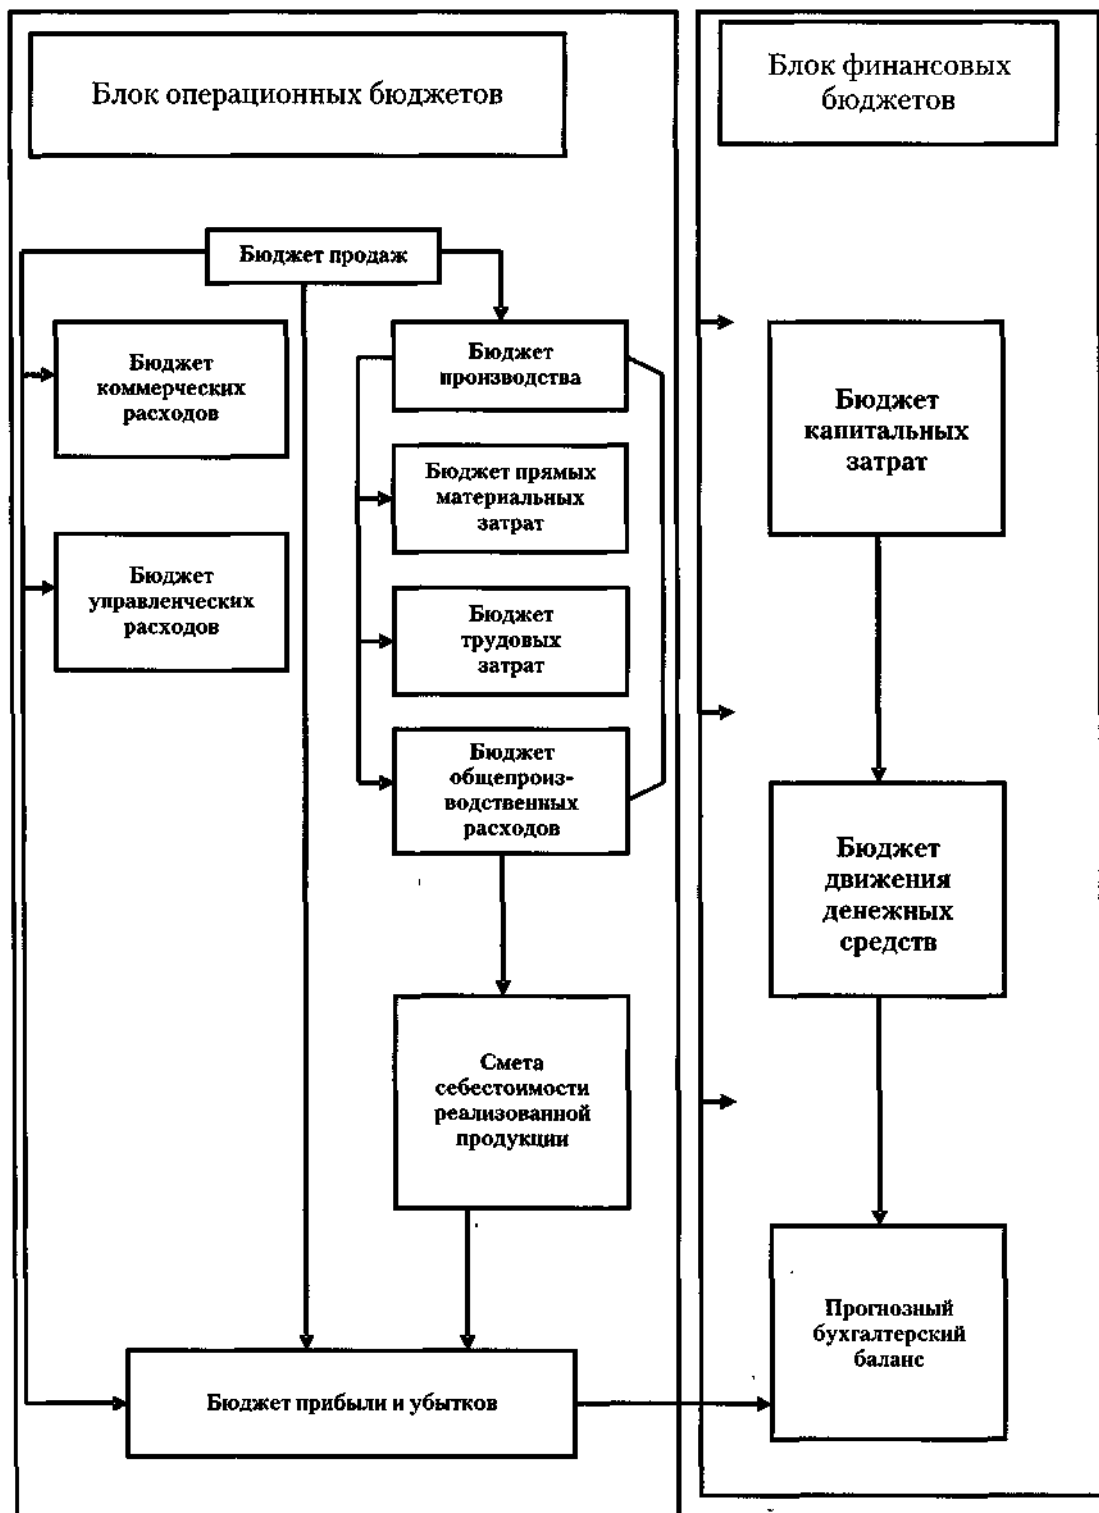 Блок операционных бюджетов
Блок финансовых
бюджетов
Бюджет продаж
Бюджет
коммерческих
расходов
Бюджет
производства
Бюджет
капитальных
затрат
Бюджет прямых
материальных
затрат
Бюджет
управленческих
расходов
Бюджет
трудовых
затрат
Бюджет
общепроиз-
водственных
расходов
Бюджет
движения
денежных
средств
Смета
себестоимости
реализованной
продукции
Прогнозный
бухгалтерский
баланс
Бюджет прибыли и убытков